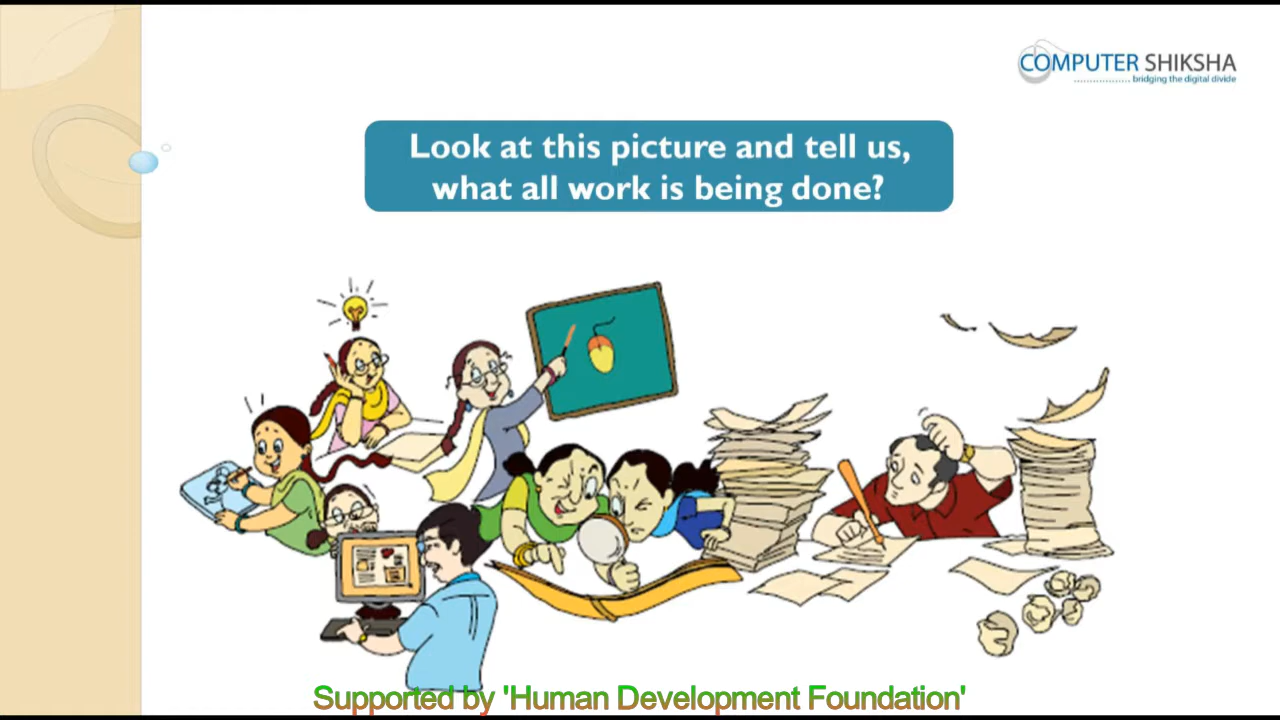 COMPUTER SHIKSHA
bridging the digital divide
Look at this picture and tell us,
what all work is being done?
Supported by 'Human Development Foundation'